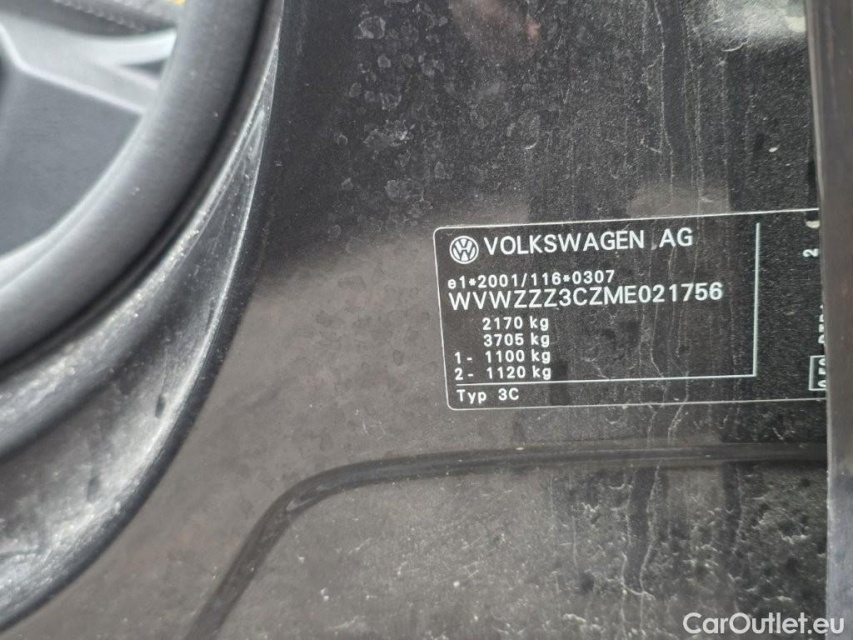 VOLKSWAGEN AG
e1*2001/116*0307
WVWZZZ3CZME021756
2170 kg
3705 kg
1- 1100 kg
2- 1120 kg
Typ 3C
2
CarOutlet.eu